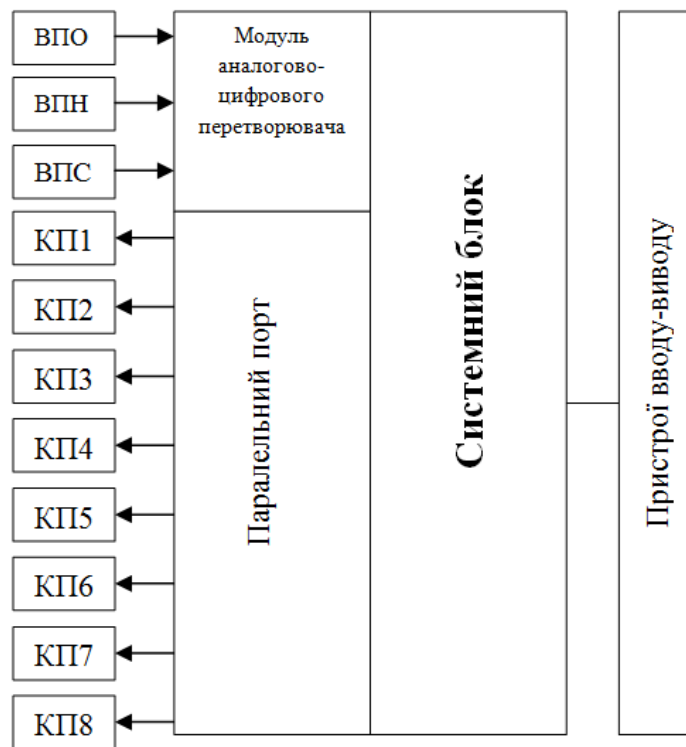 ВПО
ВПН
ВПС
КП1
КП2
КП3
КП4
КП5
КП6
КП7
КП8
Модуль
аналогово-
цифрового
перетворювача
Паралельний порт
Системний блок
Пристрої вводу-виводу